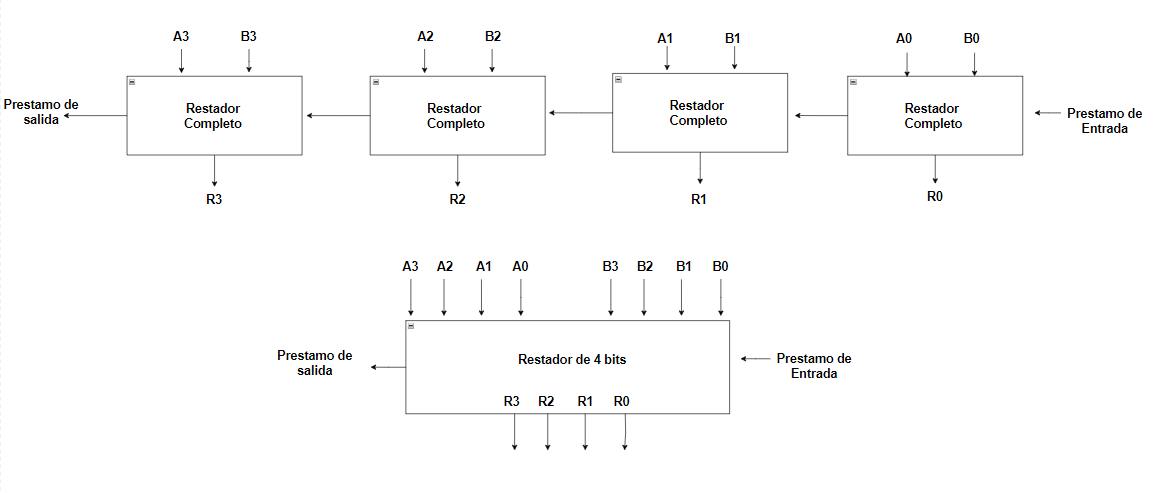 A3
B3
A2
B2
A1
B1
A0
B0
Prestamo de
salida
Restador
Completo
Restador
Completo
Restador
Completo
Restador
Completo
Prestamo de
Entrada
R3
R2
R1
R0
A3
A2
A1
A0
B3
B2
B1
B0
Prestamo de
salida
Restador de 4 bits
Prestamo de
Entrada
R3
R2
R1
R0